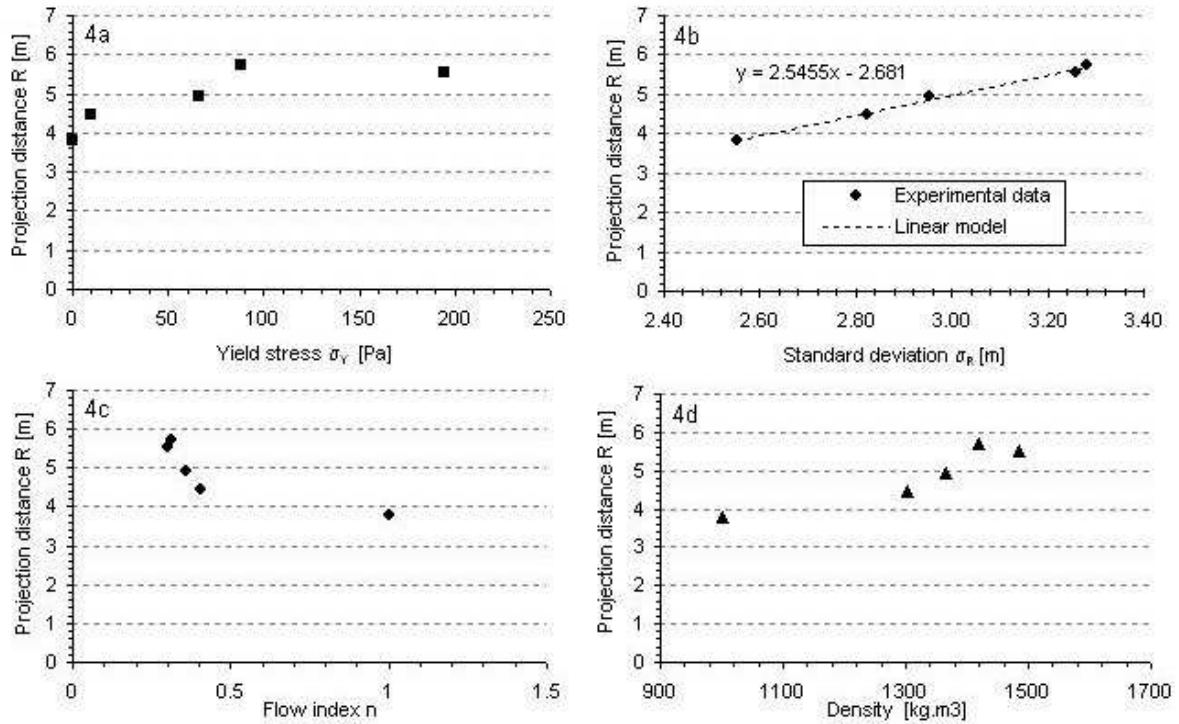 4a
Projection distance R [m]
7
6
5
4
3
2
1
0
0 50 100 150 200 250
Yield stress σY [Pa]
4b
Projection distance R [m]
7
6
5
4
3
2
1
0
y = 2.5455x - 2.681
Experimental data
Linear model
2.40 2.60 2.80 3.00 3.20 3.40
Standard deviation σR [m]
4c
Projection distance R [m]
7
6
5
4
3
2
1
0
0 0.5 1 1.5
Flow index n
4d
Projection distance R [m]
7
6
5
4
3
2
1
0
900 1100 1300 1500 1700
Density [kg.m3]